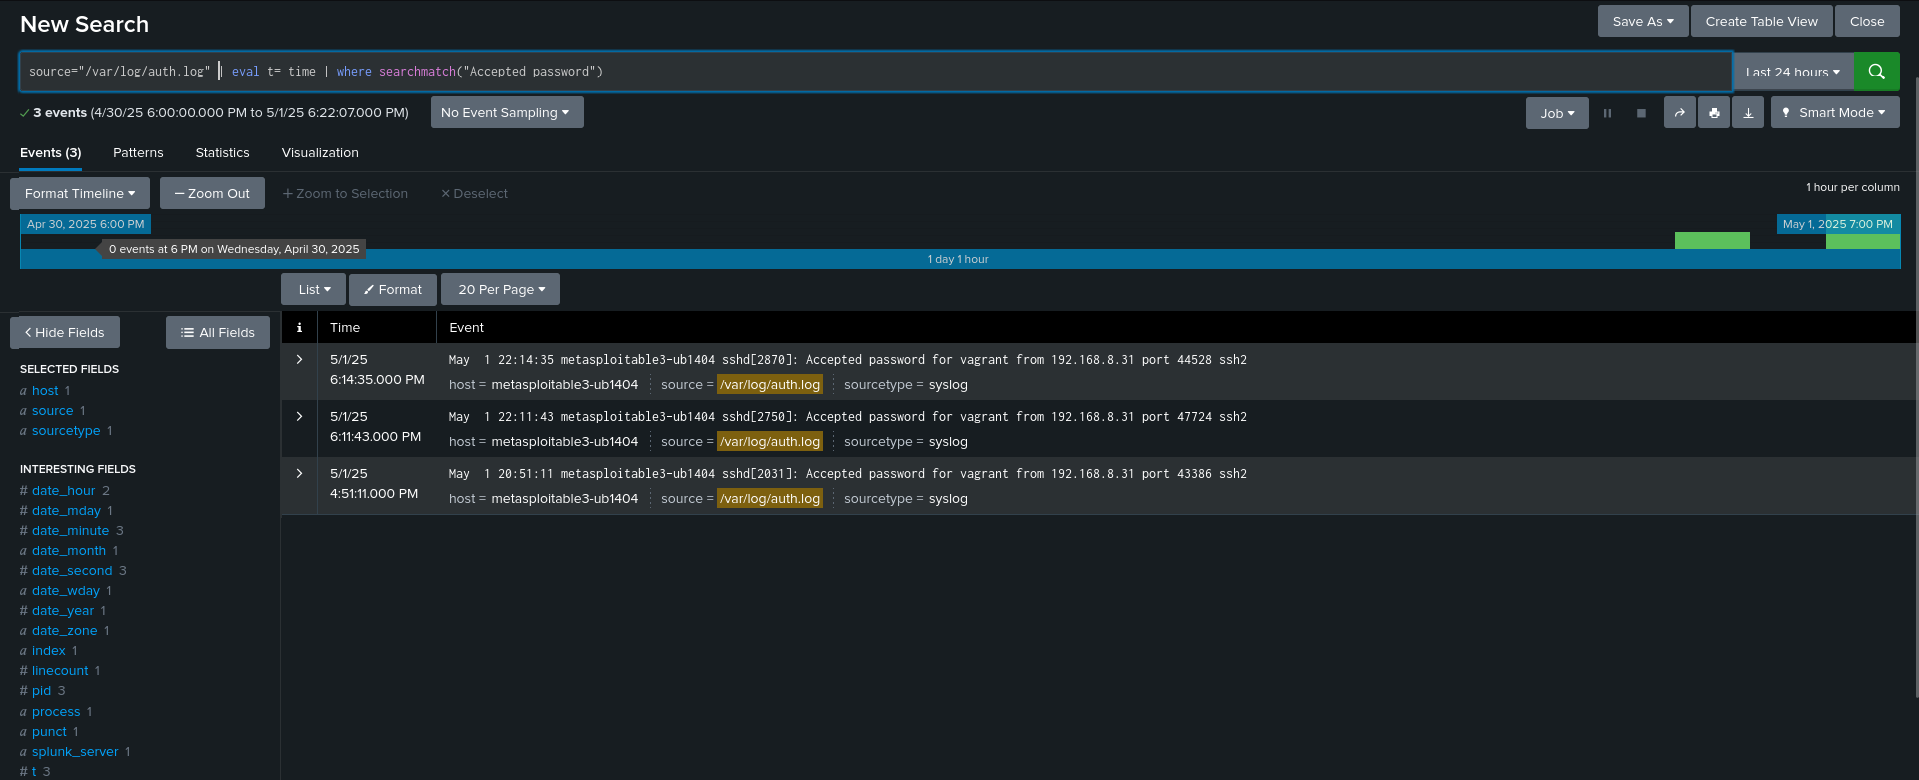 New Search
Save As
Create Table View
Close
source="/var/log/auth.log" | eval t=_time | where searchmatch("Accepted password")
Last 24 hours
3 events (4/30/25 6:00:00.000 PM to 5/1/25 6:22:07.000 PM)
No Event Sampling
Job
Smart Mode
Events (3)
Patterns
Statistics
Visualization
Format Timeline
— Zoom Out
+ Zoom to Selection
× Deselect
1 hour per column
Apr 30, 2025 6:00 PM
May 1, 2025 7:00 PM
0 events at 6 PM on Wednesday, April 30, 2025
1 day 1 hour
List
Format
20 Per Page
< Hide Fields
All Fields
i Time Event
SELECTED FIELDS
a host 1
a source 1
a sourcetype 1
INTERESTING FIELDS
# date_hour 2
# date_mday 1
# date_minute 3
a date_month 1
# date_second 3
a date_wday 1
# date_year 1
a date_zone 1
a index 1
# linecount 1
# pid 3
a process 1
a punct 1
a splunk_server 1
# t 3
> 5/1/25
6:14:35.000 PM
May  1 22:14:35 metasploitable3-ub1404 sshd[2870]: Accepted password for vagrant from 192.168.8.31 port 44528 ssh2
host = metasploitable3-ub1404 source = /var/log/auth.log sourcetype = syslog
> 5/1/25
6:11:43.000 PM
May  1 22:11:43 metasploitable3-ub1404 sshd[2750]: Accepted password for vagrant from 192.168.8.31 port 47724 ssh2
host = metasploitable3-ub1404 source = /var/log/auth.log sourcetype = syslog
> 5/1/25
4:51:11.000 PM
May  1 20:51:11 metasploitable3-ub1404 sshd[2031]: Accepted password for vagrant from 192.168.8.31 port 43386 ssh2
host = metasploitable3-ub1404 source = /var/log/auth.log sourcetype = syslog